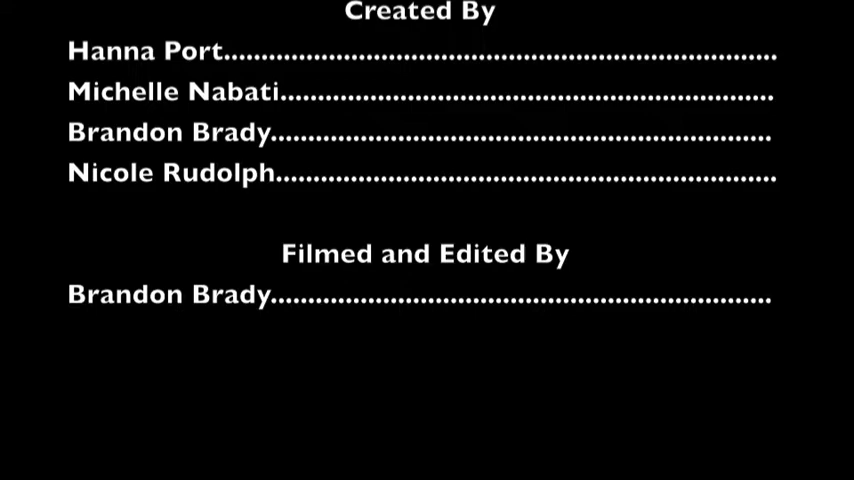 Created By
Hanna Port..........................................................................
Michelle Nabati..................................................................
Brandon Brady...................................................................
Nicole Rudolph...................................................................
Filmed and Edited By
Brandon Brady...................................................................